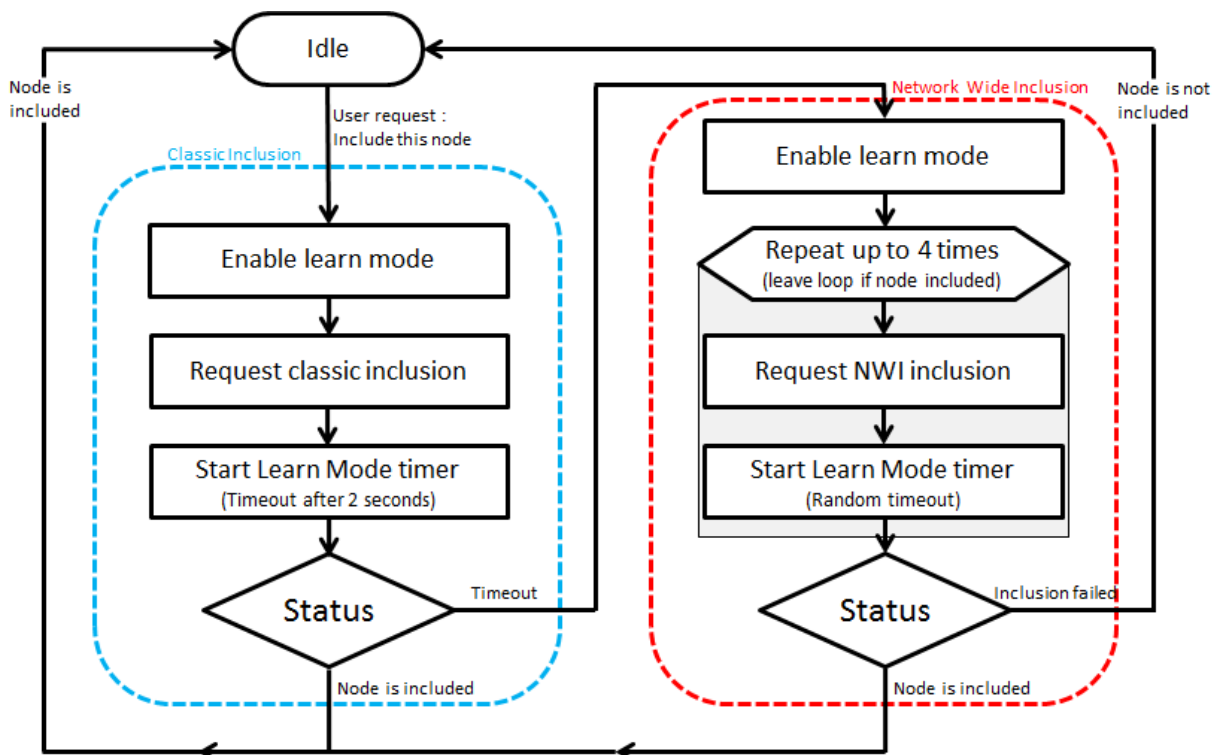 Idle
Node is
included
User request :
Include this node
Classic Inclusion
Enable learn mode
Request classic inclusion
Start Learn Mode timer
(Timeout after 2 seconds)
Status
Timeout
Node is included
Network Wide Inclusion
Node is not
included
Enable learn mode
Repeat up to 4 times
(leave loop if node included)
Request NWI inclusion
Start Learn Mode timer
(Random timeout)
Status
Inclusion failed
Node is included